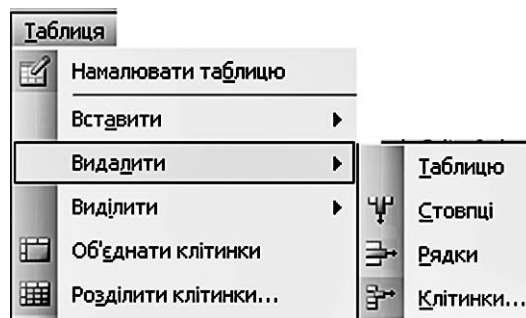 Таблиця
Намалювати таблицю
Вставити
Видалити
Виділити
Об'єднати клітинки
Розділити клітинки...
Таблицю
Стовпці
Рядки
Клітинки...